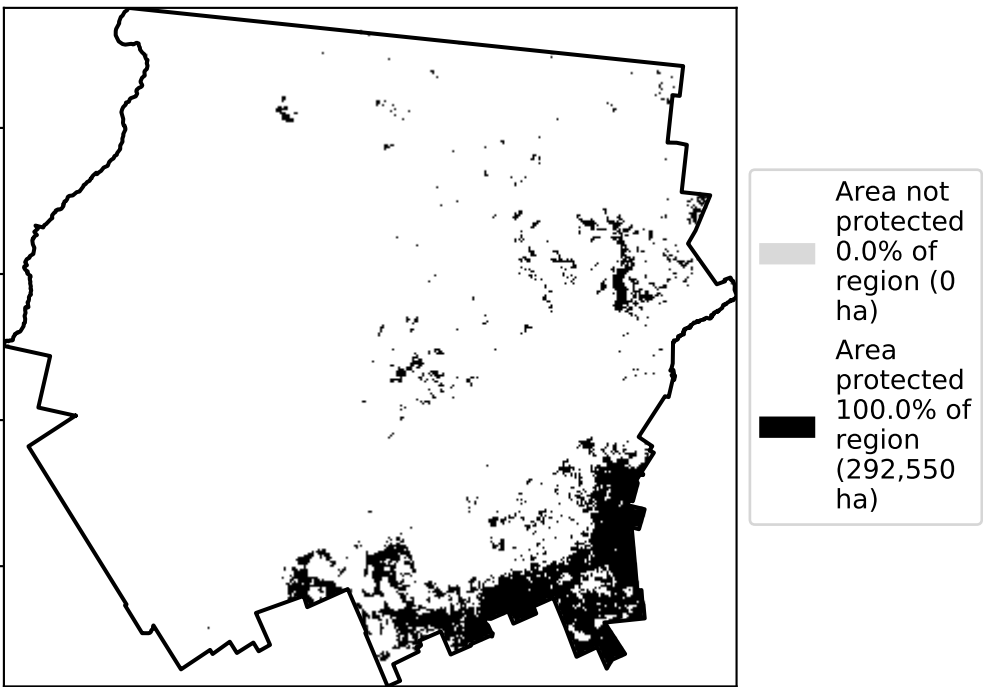 Area not
protected
0.0% of
region (0
ha)
Area
protected
100.0% of
region
(292,550
ha)